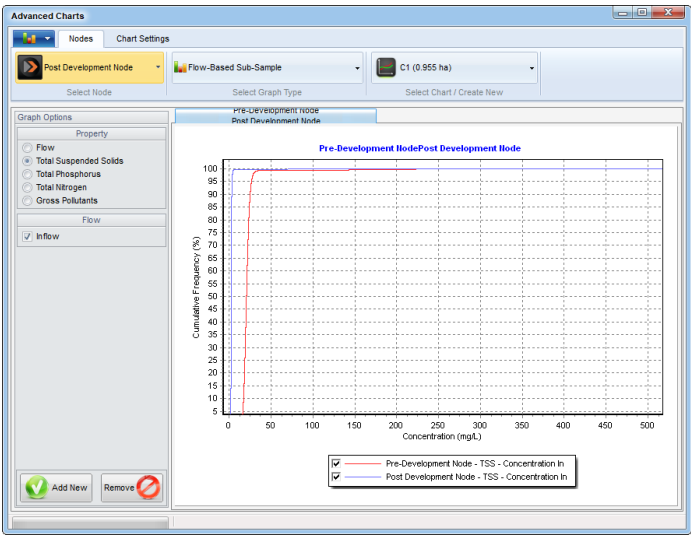 Advanced Charts
Nodes Chart Settings
Post Development Node Flow-Based Sub-Sample C1 (0.955 ha)
Select Node Select Graph Type Select Chart / Create New
Graph Options
Property
Flow
Total Suspended Solids
Total Phosphorus
Total Nitrogen
Gross Pollutants
Flow
Inflow
Add New Remove
Pre-Development Node
Post Development Node
Pre-Development NodePost Development Node
Cumulative Frequency (%)
100
95
90
85
80
75
70
65
60
55
50
45
40
35
30
25
20
15
10
5
0 50 100 150 200 250 300 350 400 450 500
Concentration (mg/L)
Pre-Development Node - TSS - Concentration In
Post Development Node - TSS - Concentration In